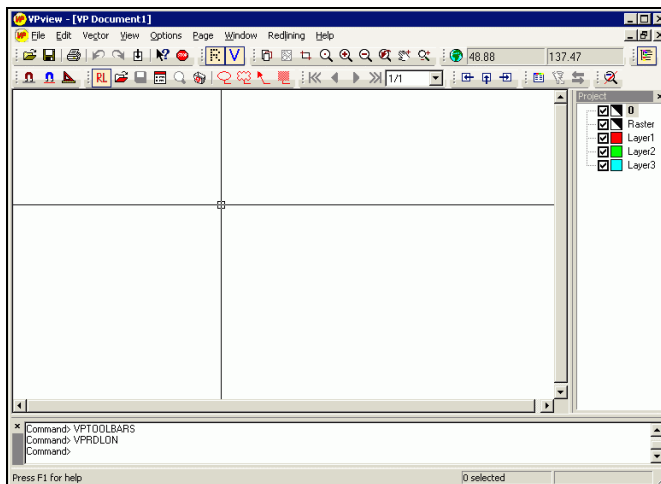 VPview - [VP Document1]
File Edit Vector View Options Page Window Redlining Help
R V 48.88 137.47
RL 1/1
Project
0
Raster
Layer1
Layer2
Layer3
Command> VPTOOLBARS
Command> VPRDLON
Command>
Press F1 for help 0 selected